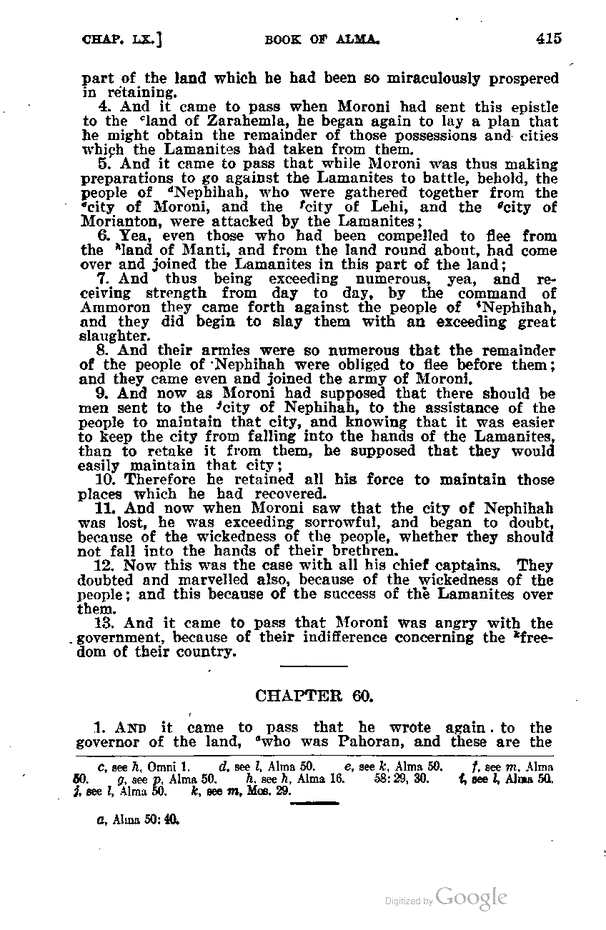 CHAP. LX.] BOOK OF ALMA. 415
part of the land which he had been so miraculously prospered
in retaining.
4. And it came to pass when Moroni had sent this epistle
to the ᶜland of Zarahemla, he began again to lay a plan that
he might obtain the remainder of those possessions and cities
which the Lamanites had taken from them.
5. And it came to pass that while Moroni was thus making
preparations to go against the Lamanites to battle, behold, the
people of ᵈNephihah, who were gathered together from the
ᵉcity of Moroni, and the ᶠcity of Lehi, and the ᵍcity of
Morianton, were attacked by the Lamanites;
6. Yea, even those who had been compelled to flee from
the ʰland of Manti, and from the land round about, had come
over and joined the Lamanites in this part of the land;
7. And thus being exceeding numerous, yea, and re-
ceiving strength from day to day, by the command of
Ammoron they came forth against the people of ⁱNephihah,
and they did begin to slay them with an exceeding great
slaughter.
8. And their armies were so numerous that the remainder
of the people of Nephihah were obliged to flee before them;
and they came even and joined the army of Moroni.
9. And now as Moroni had supposed that there should be
men sent to the ʲcity of Nephihah, to the assistance of the
people to maintain that city, and knowing that it was easier
to keep the city from falling into the hands of the Lamanites,
than to retake it from them, he supposed that they would
easily maintain that city;
10. Therefore he retained all his force to maintain those
places which he had recovered.
11. And now when Moroni saw that the city of Nephihah
was lost, he was exceeding sorrowful, and began to doubt,
because of the wickedness of the people, whether they should
not fall into the hands of their brethren.
12. Now this was the case with all his chief captains. They
doubted and marvelled also, because of the wickedness of the
people; and this because of the success of the Lamanites over
them.
13. And it came to pass that Moroni was angry with the
government, because of their indifference concerning the ᵏfree-
dom of their country.
CHAPTER 60.
1. AND it came to pass that he wrote again to the
governor of the land, ᵃwho was Pahoran, and these are the
c, see h, Omni 1. d, see l, Alma 50. e, see k, Alma 50. f, see m, Alma
50. g, see p, Alma 50. h, see h, Alma 16. 58: 29, 30. i, see l, Alma 50.
j, see l, Alma 50. k, see m, Mos. 29.
a, Alma 50: 40.
Digitized by Google